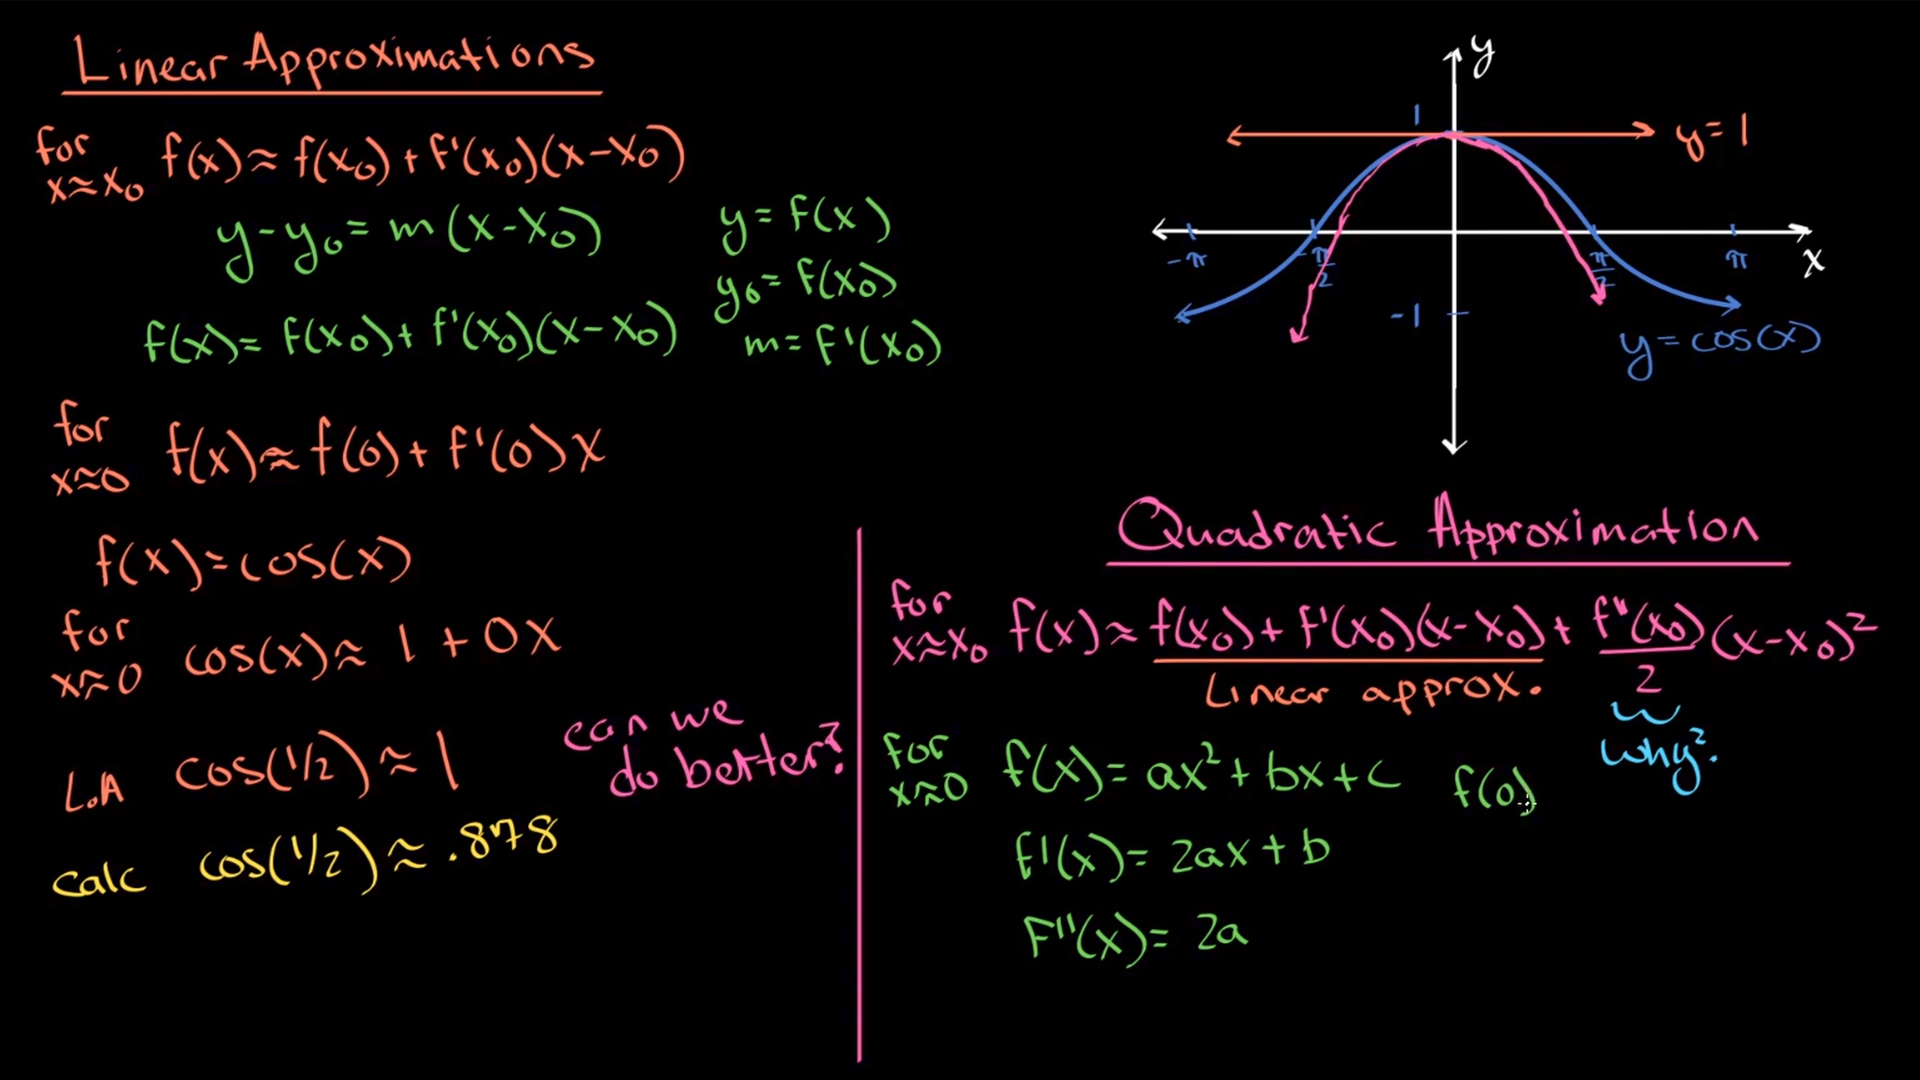 Linear Approximations
for x≈x₀ f(x)≈f(x₀)+f'(x₀)(x-x₀)
y-y₀=m(x-x₀)
y=f(x)
y₀=f(x₀)
m=f'(x₀)
f(x)=f(x₀)+f'(x₀)(x-x₀)
for x≈0 f(x)≈f(0)+f'(0)x
f(x)=cos(x)
for x≈0 cos(x)≈1+0x
L.A cos(1/2)≈1
can we
do better?
calc cos(1/2)≈.878
y
1
y=1
-π
-π/2
π/2
π
x
-1
y=cos(x)
Quadratic Approximation
for x≈x₀ f(x)≈f(x₀)+f'(x₀)(x-x₀)+f"(x₀)/2(x-x₀)²
Linear approx.
why?
for x≈0 f(x)=ax²+bx+c f(0)
f'(x)=2ax+b
f''(x)=2a